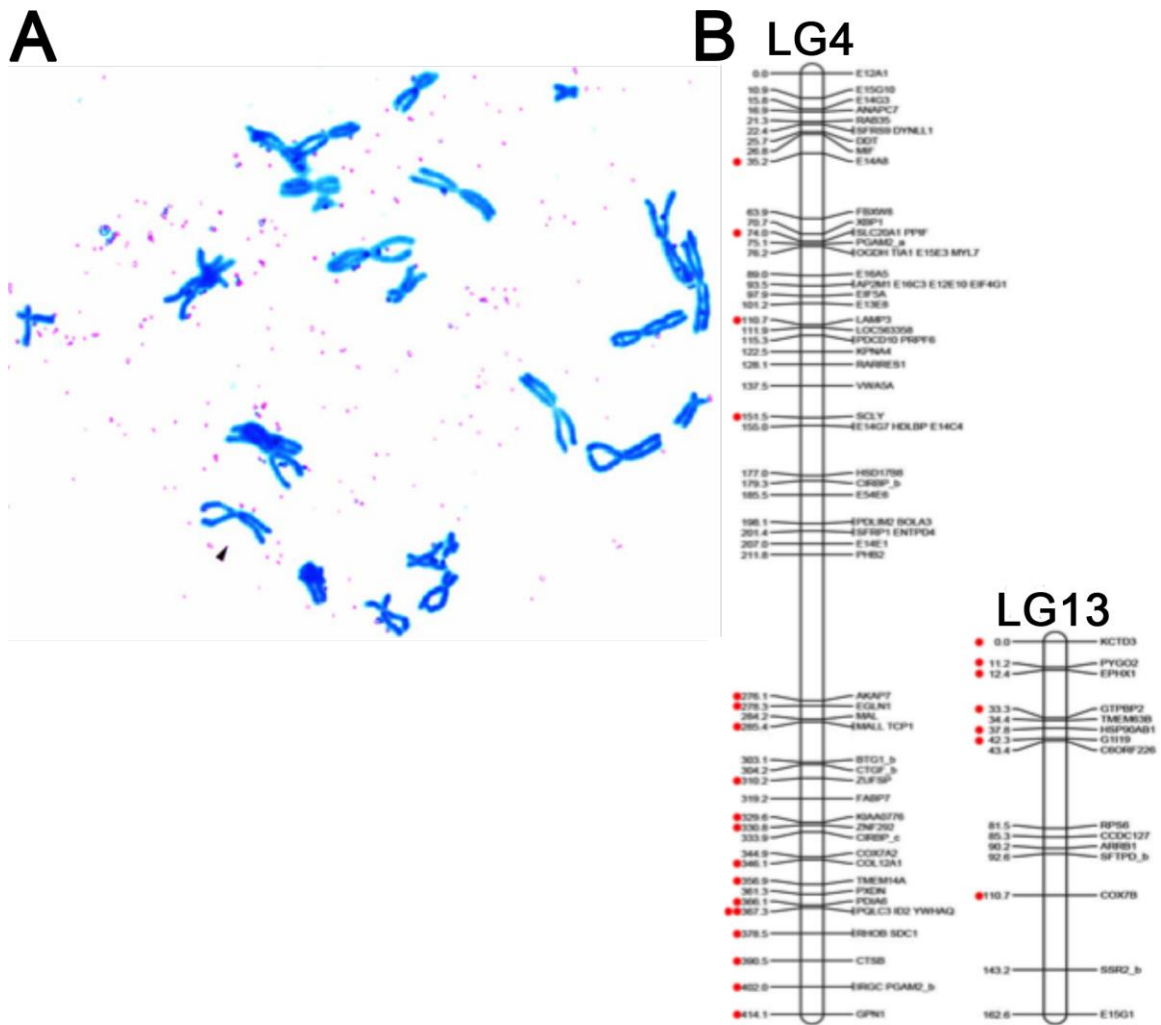 A
B
LG4
0.0 E12A1
10.9 E15G10
15.8 E14G3
16.9 ANAPC7
21.3 RAB35
22.4 SFRS9 DYNLL1
25.7 DDT
26.8 MIF
35.2 E14A8
63.9 FBXW8
70.7 XBP1
74.0 SLC20A1 PPIF
75.1 PGAM2_a
76.2 OGDH TIA1 E15E3 MYL7
89.0 E16A5
93.5 AP2M1 E16C3 E12E10 EIF4G1
97.9 EIF5A
101.2 E13E8
110.7 LAMP3
111.9 LOC563358
115.3 PDCD10 PRPF6
122.5 KPNA4
128.1 RARRES1
137.5 VWA5A
151.5 SCLY
155.0 E14G7 HDLBP E14C4
177.0 HSD17B8
179.3 CIRBP_b
185.5 E54E6
198.1 PDLIM2 BOLA3
201.4 SFRP1 ENTPD4
207.0 E14E1
211.8 PHB2
276.1 AKAP7
278.3 EGLN1
284.2 MAL
285.4 MALL TCP1
303.1 BTG1_b
304.2 CTGF_b
310.2 ZUFSP
319.2 FABP7
329.6 KIAA0776
330.8 ZNF292
333.9 CIRBP_c
344.9 COX7A2
346.1 COL12A1
356.9 TMEM14A
361.3 PXDN
366.1 PDIA6
367.3 PQLC3 ID2 YWHAQ
378.5 RHOB SDC1
390.5 CTSB
402.0 IRGC PGAM2_b
414.1 GPN1
LG13
0.0 KCTD3
11.2 PYGO2
12.4 EPHX1
33.3 GTPBP2
34.4 TMEM63B
37.8 HSP90AB1
42.3 G1I19
43.4 C6ORF226
81.5 RPS6
85.3 CCDC127
90.2 ARRB1
92.6 SFTPD_b
110.7 COX7B
143.2 SSR2_b
162.6 E15G1